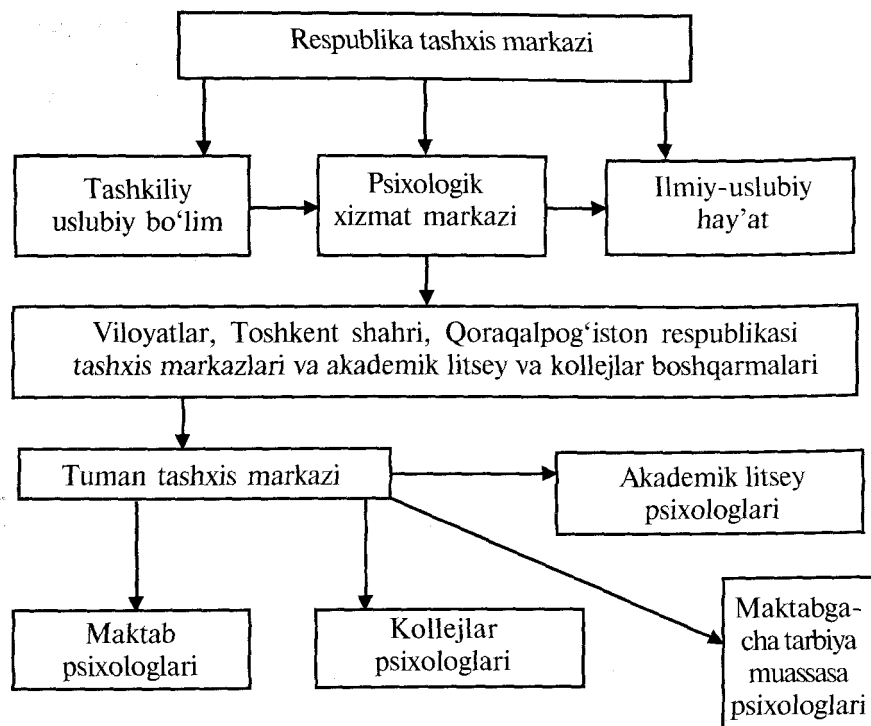 Respublika tashxis markazi
Tashkiliy
uslubiy bo‘lim
Psixologik
xizmat markazi
Ilmiy-uslubiy
hay’at
Viloyatlar, Toshkent shahri, Qoraqalpog‘iston respublikasi
tashxis markazlari va akademik litsey va kollejlar boshqarmalari
Tuman tashxis markazi
Akademik litsey
psixologlari
Maktab
psixologlari
Kollejlar
psixologlari
Maktabga-
cha tarbiya
muassasa
psixologlari